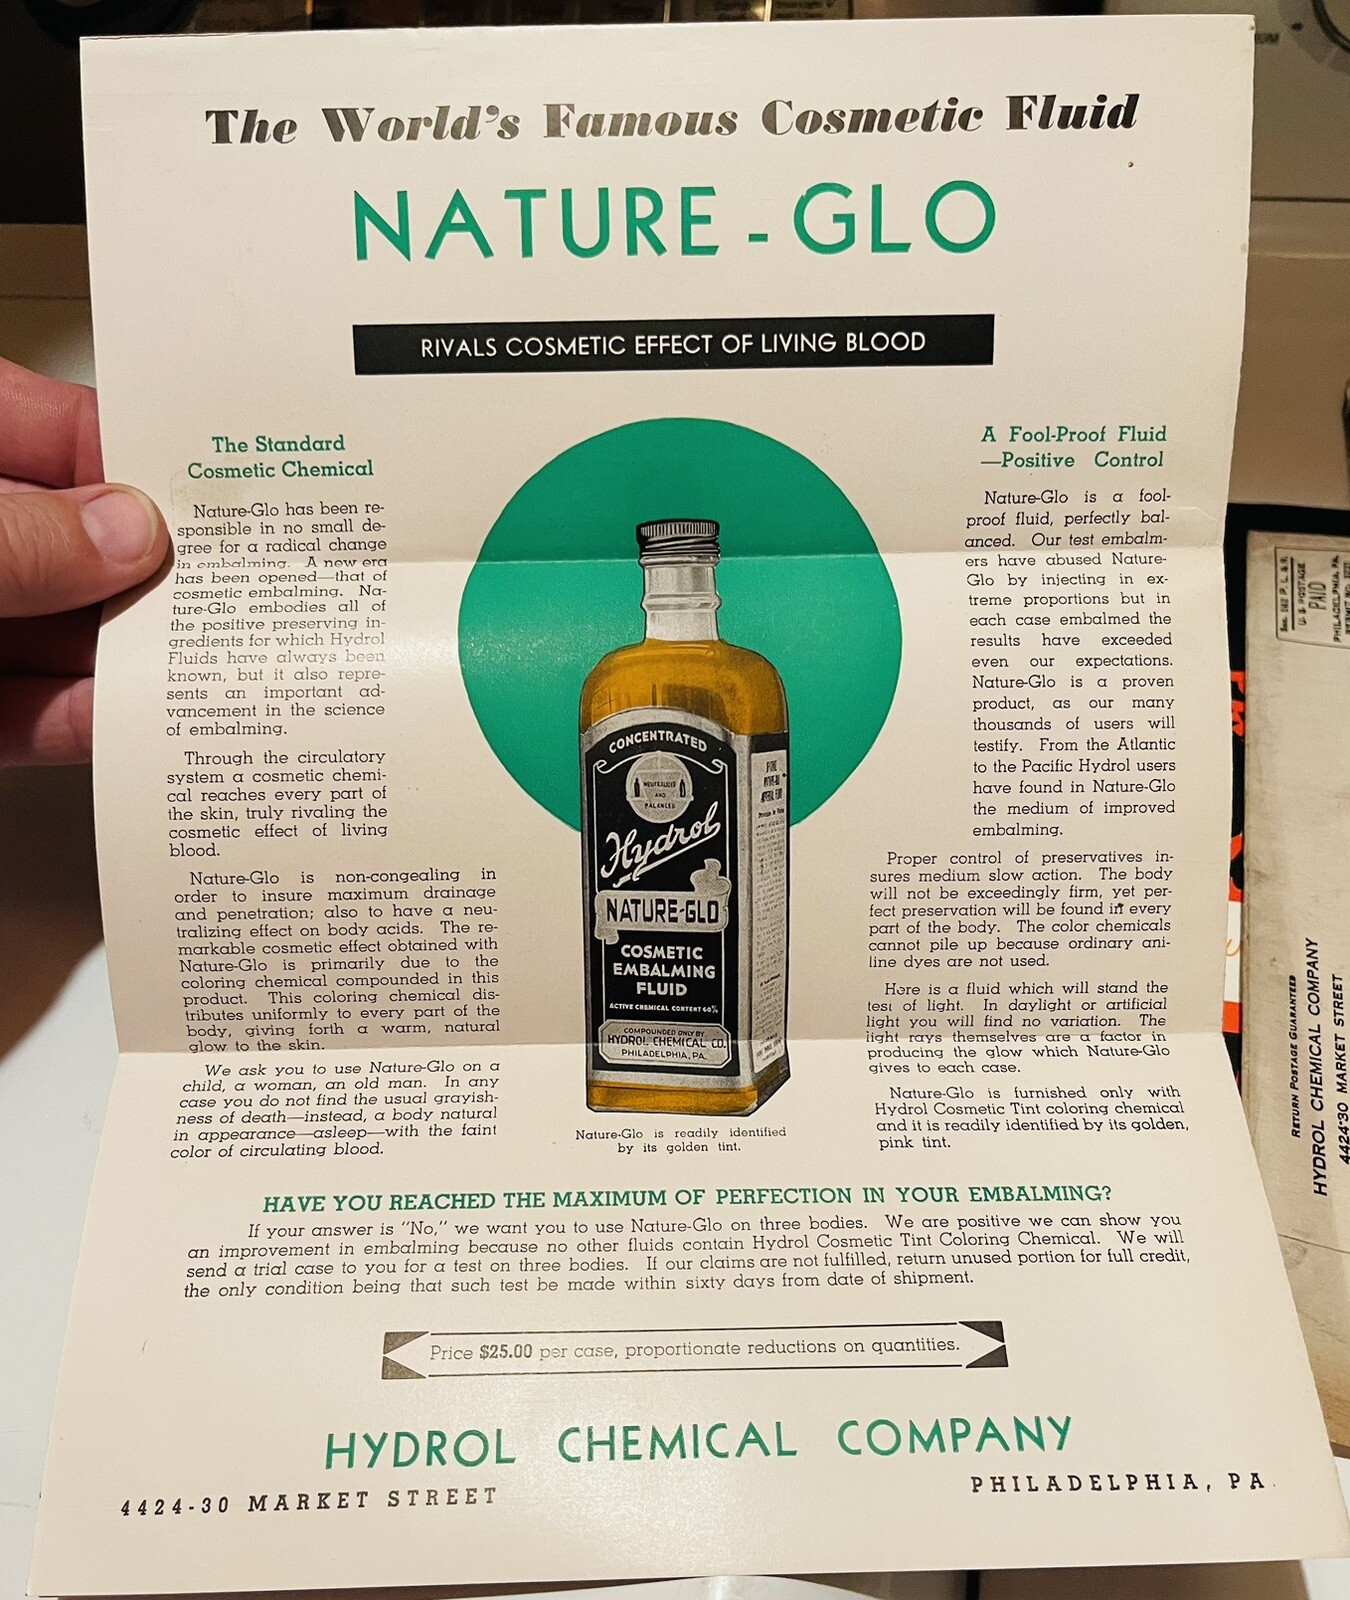 The World's Famous Cosmetic Fluid
NATURE - GLO
RIVALS COSMETIC EFFECT OF LIVING BLOOD
The Standard
Cosmetic Chemical
Nature-Glo has been re-
sponsible in no small de-
gree for a radical change
in embalming. A new era
has been opened—that of
cosmetic embalming. Na-
ture-Glo embodies all of
the positive preserving in-
gredients for which Hydrol
Fluids have always been
known, but it also repre-
sents an important ad-
vancement in the science
of embalming.
Through the circulatory
system a cosmetic chemi-
cal reaches every part of
the skin, truly rivaling the
cosmetic effect of living
blood.
Nature-Glo is non-congealing in
order to insure maximum drainage
and penetration; also to have a neu-
tralizing effect on body acids. The re-
markable cosmetic effect obtained with
Nature-Glo is primarily due to the
coloring chemical compounded in this
product. This coloring chemical dis-
tributes uniformly to every part of the
body, giving forth a warm, natural
glow to the skin.
We ask you to use Nature-Glo on a
child, a woman, an old man. In any
case you do not find the usual grayish-
ness of death—instead, a body natural
in appearance—asleep—with the faint
color of circulating blood.
CONCENTRATED
NEUTRALIZED
AND
BALANCED
Hydrol
NATURE-GLO
COSMETIC
EMBALMING
FLUID
ACTIVE CHEMICAL CONTENT 60%
COMPOUNDED ONLY BY
HYDROL CHEMICAL CO.
PHILADELPHIA, PA.
Nature-Glo is readily identified
by its golden tint.
A Fool-Proof Fluid
—Positive Control
Nature-Glo is a fool-
proof fluid, perfectly bal-
anced. Our test embalm-
ers have abused Nature-
Glo by injecting in ex-
treme proportions but in
each case embalmed the
results have exceeded
even our expectations.
Nature-Glo is a proven
product, as our many
thousands of users will
testify. From the Atlantic
to the Pacific Hydrol users
have found in Nature-Glo
the medium of improved
embalming.
Proper control of preservatives in-
sures medium slow action. The body
will not be exceedingly firm, yet per-
fect preservation will be found in every
part of the body. The color chemicals
cannot pile up because ordinary ani-
line dyes are not used.
Here is a fluid which will stand the
test of light. In daylight or artificial
light you will find no variation. The
light rays themselves are a factor in
producing the glow which Nature-Glo
gives to each case.
Nature-Glo is furnished only with
Hydrol Cosmetic Tint coloring chemical
and it is readily identified by its golden,
pink tint.
HAVE YOU REACHED THE MAXIMUM OF PERFECTION IN YOUR EMBALMING?
If your answer is "No," we want you to use Nature-Glo on three bodies. We are positive we can show you
an improvement in embalming because no other fluids contain Hydrol Cosmetic Tint Coloring Chemical. We will
send a trial case to you for a test on three bodies. If our claims are not fulfilled, return unused portion for full credit,
the only condition being that such test be made within sixty days from date of shipment.
Price $25.00 per case, proportionate reductions on quantities.
HYDROL CHEMICAL COMPANY
4424-30 MARKET STREET
PHILADELPHIA, PA.
U. S. POSTAGE
PAID
PHILADELPHIA, PA.
RETURN POSTAGE GUARANTEED
HYDROL CHEMICAL COMPANY
4424-30 MARKET STREET